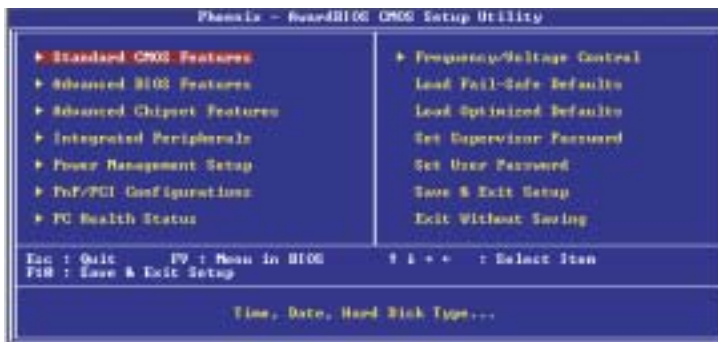 Phoenix - AwardBIOS CMOS Setup Utility
▶ Standard CMOS Features
▶ Advanced BIOS Features
▶ Advanced Chipset Features
▶ Integrated Peripherals
▶ Power Management Setup
▶ PnP/PCI Configurations
▶ PC Health Status
▶ Frequency/Voltage Control
Load Fail-Safe Defaults
Load Optimized Defaults
Set Supervisor Password
Set User Password
Save & Exit Setup
Exit Without Saving
Esc : Quit F9 : Menu in BIOS ↑ ↓ → ← : Select Item
F10 : Save & Exit Setup
Time, Date, Hard Disk Type...